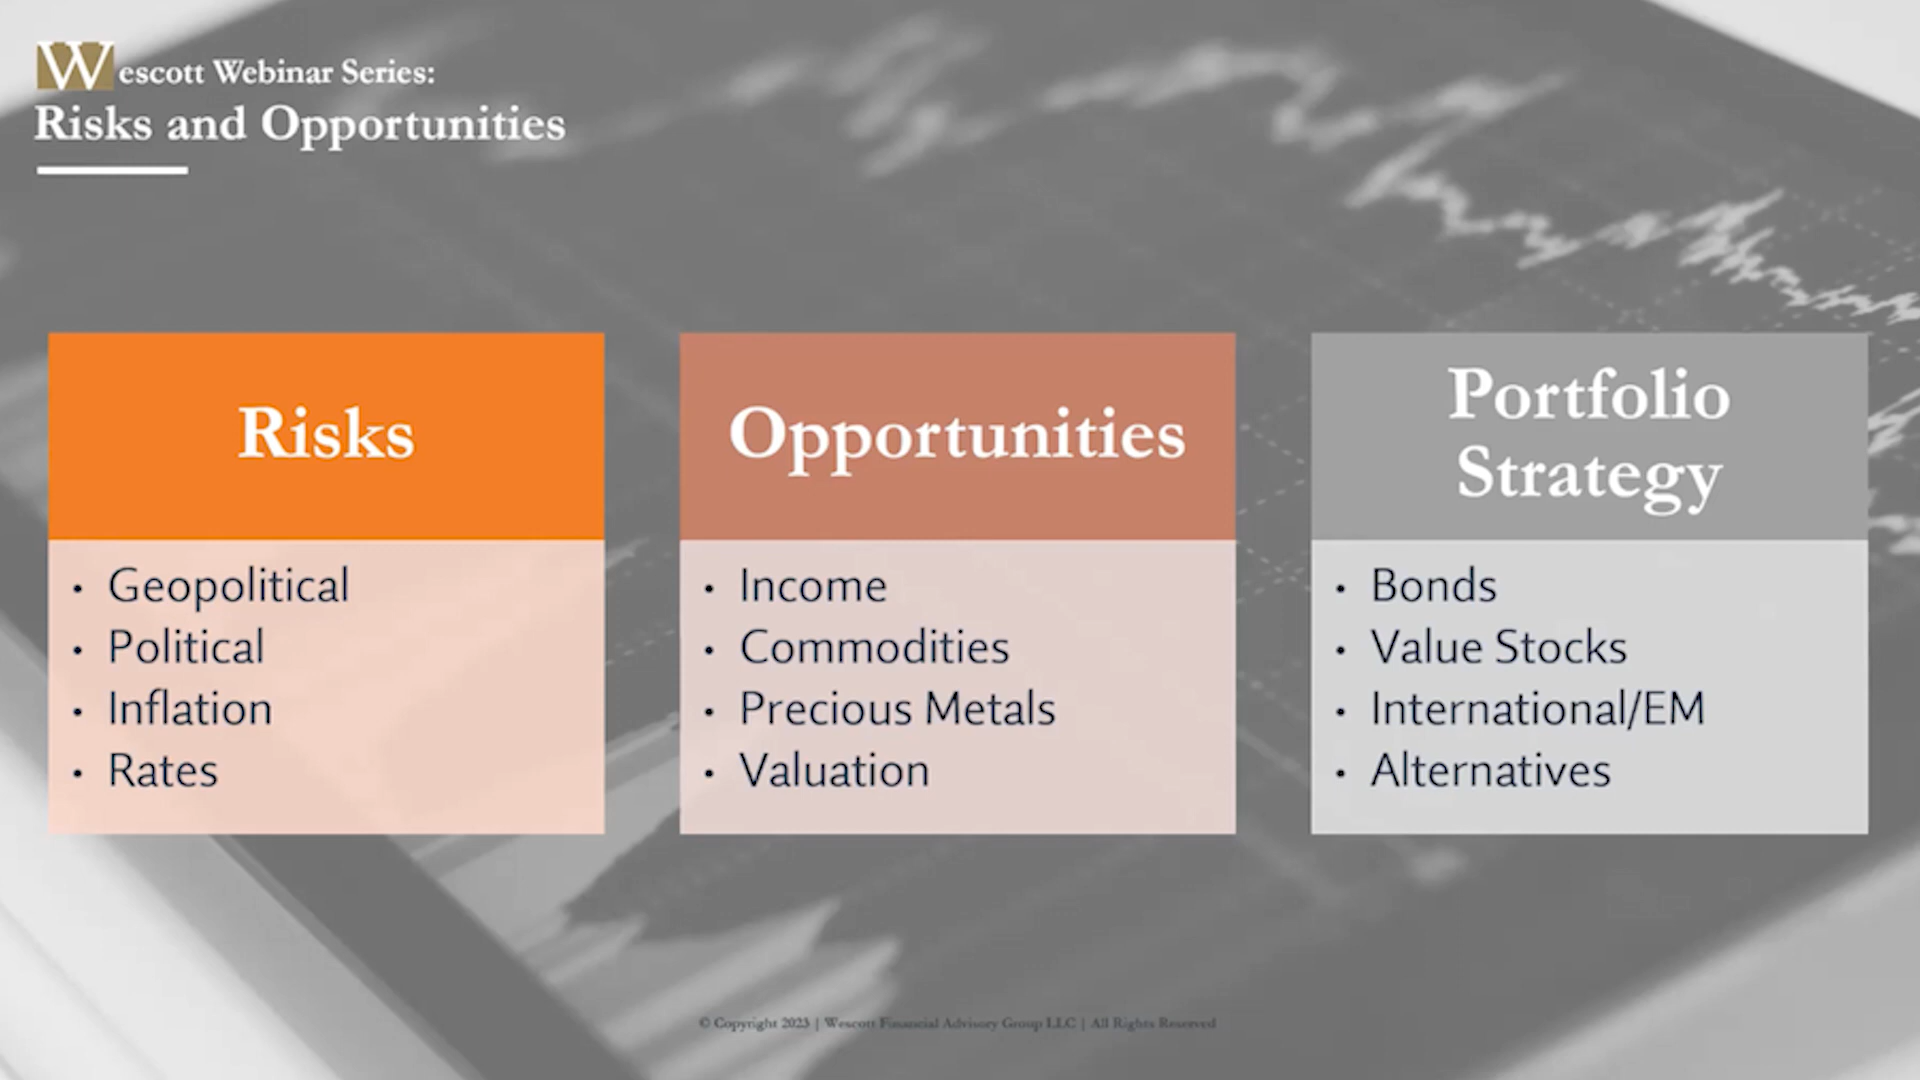 Wescott Webinar Series:
Risks and Opportunities
Risks
• Geopolitical
• Political
• Inflation
• Rates
Opportunities
• Income
• Commodities
• Precious Metals
• Valuation
Portfolio
Strategy
• Bonds
• Value Stocks
• International/EM
• Alternatives
© Copyright 2023 | Wescott Financial Advisory Group LLC | All Rights Reserved